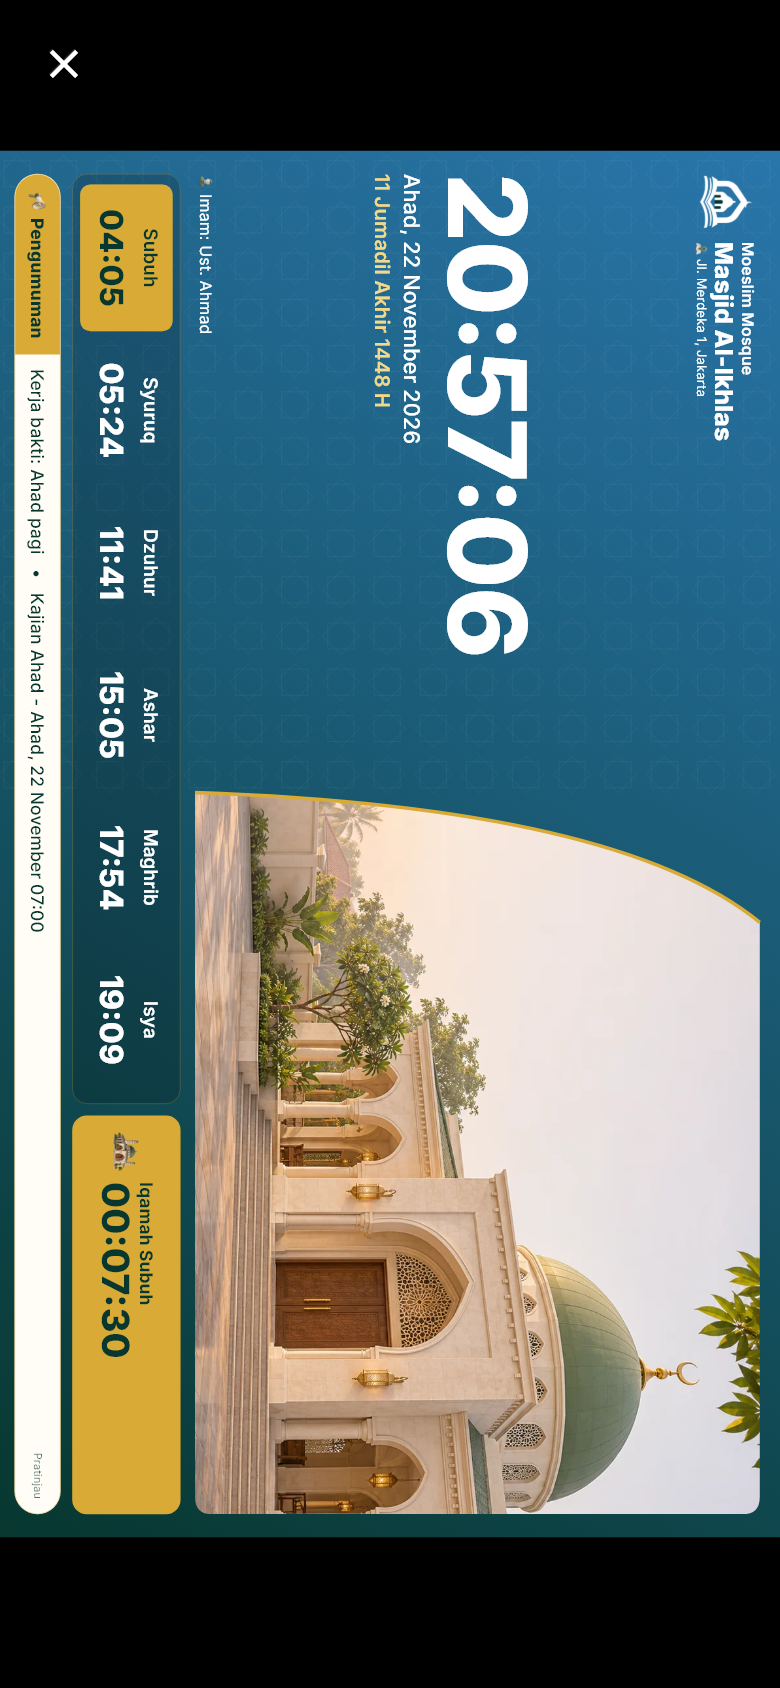 Moeslim Mosque
Masjid Al-Ikhlas
Jl. Merdeka 1, Jakarta
20:57:06
Ahad, 22 November 2026
11 Jumadil Akhir 1448 H
Imam: Ust. Ahmad
Subuh
04:05
Syuruq
05:24
Dzuhur
11:41
Ashar
15:05
Maghrib
17:54
Isya
19:09
Iqamah Subuh
00:07:30
Pengumuman
Kerja bakti: Ahad pagi • Kajian Ahad - Ahad, 22 November 07:00
Pratinjau